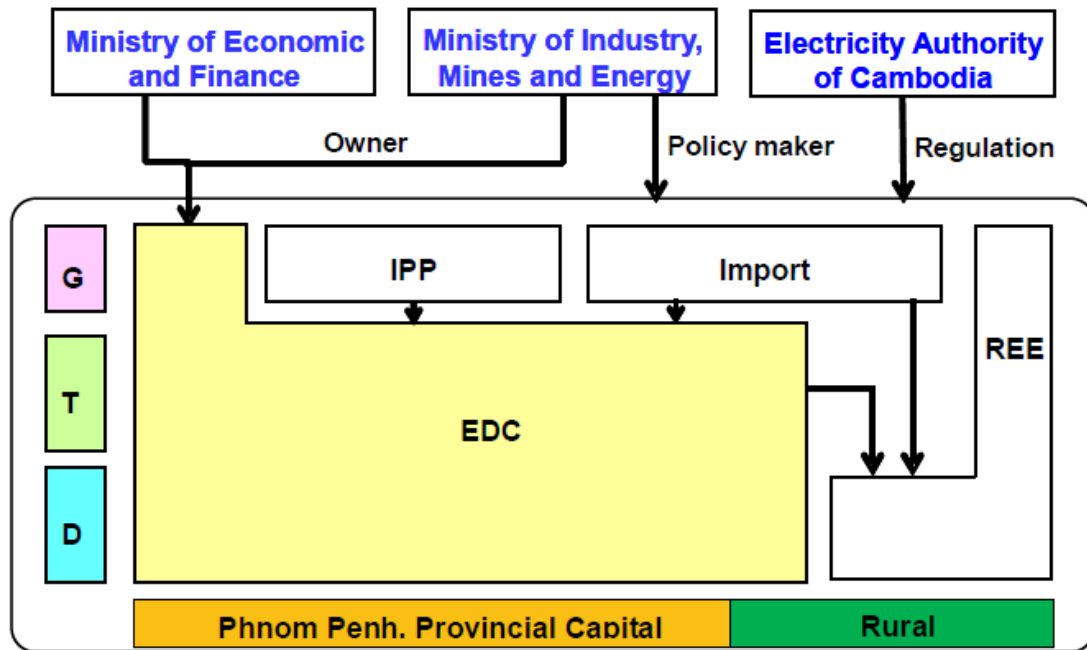 Ministry of Economic
and Finance
Ministry of Industry,
Mines and Energy
Electricity Authority
of Cambodia
Owner
Policy maker
Regulation
G
IPP
Import
REE
T
EDC
D
Phnom Penh. Provincial Capital
Rural